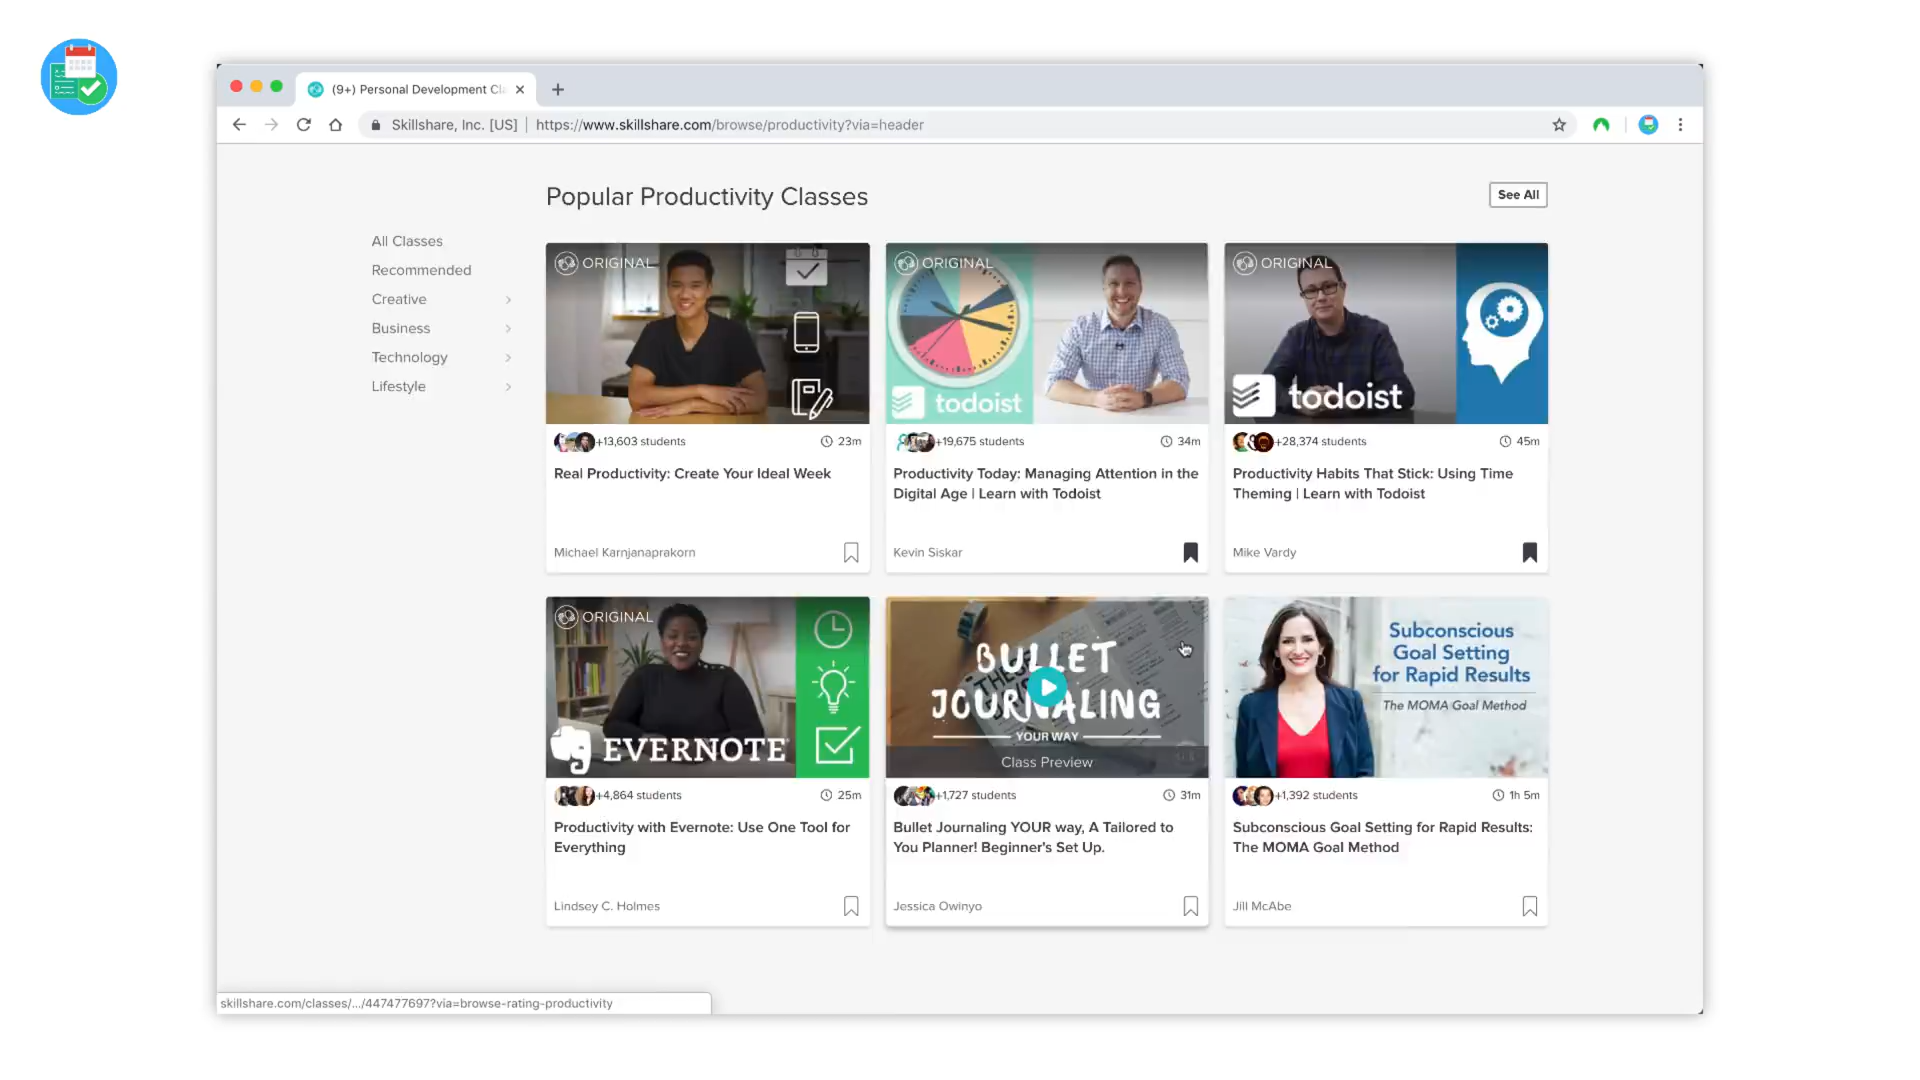 (9+) Personal Development Cl
Skillshare, Inc. [US] | https://www.skillshare.com/browse/productivity?via=header
Popular Productivity Classes
See All
All Classes
Recommended
Creative
Business
Technology
Lifestyle
ORIGINAL
+13,603 students
23m
Real Productivity: Create Your Ideal Week
Michael Karnjanaprakorn
ORIGINAL
todoist
+19,675 students
34m
Productivity Today: Managing Attention in the
Digital Age | Learn with Todoist
Kevin Siskar
ORIGINAL
todoist
+28,374 students
45m
Productivity Habits That Stick: Using Time
Theming | Learn with Todoist
Mike Vardy
ORIGINAL
EVERNOTE
+4,864 students
25m
Productivity with Evernote: Use One Tool for
Everything
Lindsey C. Holmes
BULLET
JOURNALING
YOUR WAY
Class Preview
+1,727 students
31m
Bullet Journaling YOUR way, A Tailored to
You Planner! Beginner's Set Up.
Jessica Owinyo
Subconscious
Goal Setting
for Rapid Results
The MOMA Goal Method
+1,392 students
1h 5m
Subconscious Goal Setting for Rapid Results:
The MOMA Goal Method
Jill McAbe
skillshare.com/classes/.../447477697?via=browse-rating-productivity